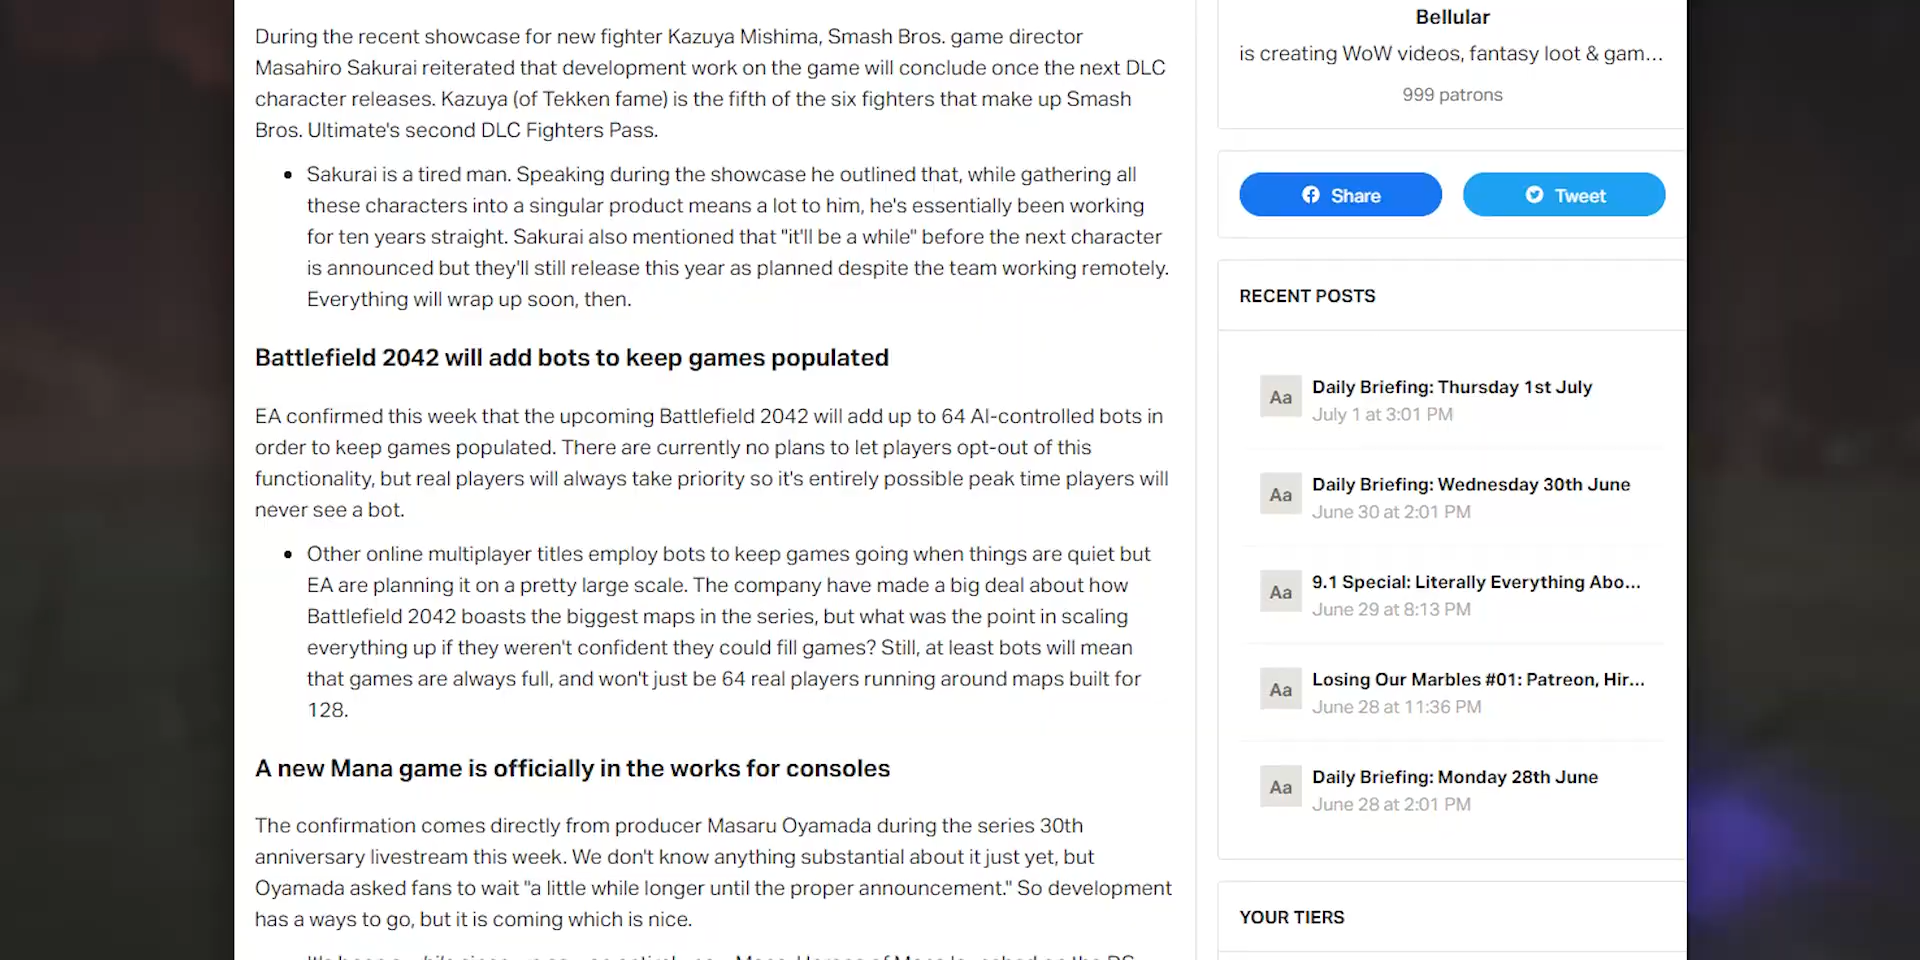 During the recent showcase for new fighter Kazuya Mishima, Smash Bros. game director
Masahiro Sakurai reiterated that development work on the game will conclude once the next DLC
character releases. Kazuya (of Tekken fame) is the fifth of the six fighters that make up Smash
Bros. Ultimate's second DLC Fighters Pass.
• Sakurai is a tired man. Speaking during the showcase he outlined that, while gathering all
these characters into a singular product means a lot to him, he's essentially been working
for ten years straight. Sakurai also mentioned that "it'll be a while" before the next character
is announced but they'll still release this year as planned despite the team working remotely.
Everything will wrap up soon, then.
Battlefield 2042 will add bots to keep games populated
EA confirmed this week that the upcoming Battlefield 2042 will add up to 64 AI-controlled bots in
order to keep games populated. There are currently no plans to let players opt-out of this
functionality, but real players will always take priority so it's entirely possible peak time players will
never see a bot.
• Other online multiplayer titles employ bots to keep games going when things are quiet but
EA are planning it on a pretty large scale. The company have made a big deal about how
Battlefield 2042 boasts the biggest maps in the series, but what was the point in scaling
everything up if they weren't confident they could fill games? Still, at least bots will mean
that games are always full, and won't just be 64 real players running around maps built for
128.
A new Mana game is officially in the works for consoles
The confirmation comes directly from producer Masaru Oyamada during the series 30th
anniversary livestream this week. We don't know anything substantial about it just yet, but
Oyamada asked fans to wait "a little while longer until the proper announcement." So development
has a ways to go, but it is coming which is nice.
Bellular
is creating WoW videos, fantasy loot & gam...
999 patrons
Share
Tweet
RECENT POSTS
Aa
Daily Briefing: Thursday 1st July
July 1 at 3:01 PM
Aa
Daily Briefing: Wednesday 30th June
June 30 at 2:01 PM
Aa
9.1 Special: Literally Everything Abo...
June 29 at 8:13 PM
Aa
Losing Our Marbles #01: Patreon, Hir...
June 28 at 11:36 PM
Aa
Daily Briefing: Monday 28th June
June 28 at 2:01 PM
YOUR TIERS